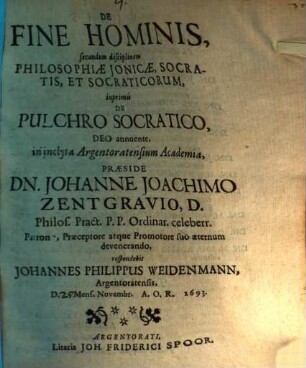 DE
FINE HOMINIS,
secundum disciplinam
PHILOSOPHIÆ JONICÆ, SOCRA-
TIS, ET SOCRATICORUM,
inprimis
DE
PULCHRO SOCRATICO,
DEO annuente,
in inclyta Argentoratensium Academia,
PRÆSIDE
DN. JOHANNE JOACHIMO
ZENTGRAVIO, D.
Philos. Pract. P. P. Ordinar. celeberr.
Præceptore atque Promotore suo æternum
devenerando,
respondebit
JOHANNES PHILIPPUS WEIDENMANN,
Argentoratensis.
Mens. Novembr. A. O. R. 1693.
ARGENTORATI,
Literis JOH. FRIDERICI SPOOR.